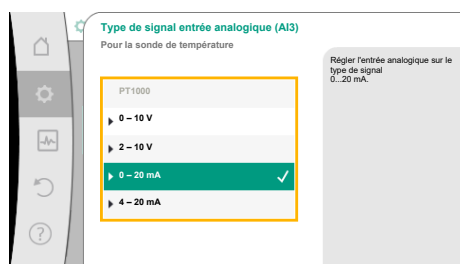 Type de signal entrée analogique (AI3)
Pour la sonde de température
PT1000
0 – 10 V
2 – 10 V
0 – 20 mA
4 – 20 mA
Régler l'entrée analogique sur le
type de signal
0...20 mA.
?